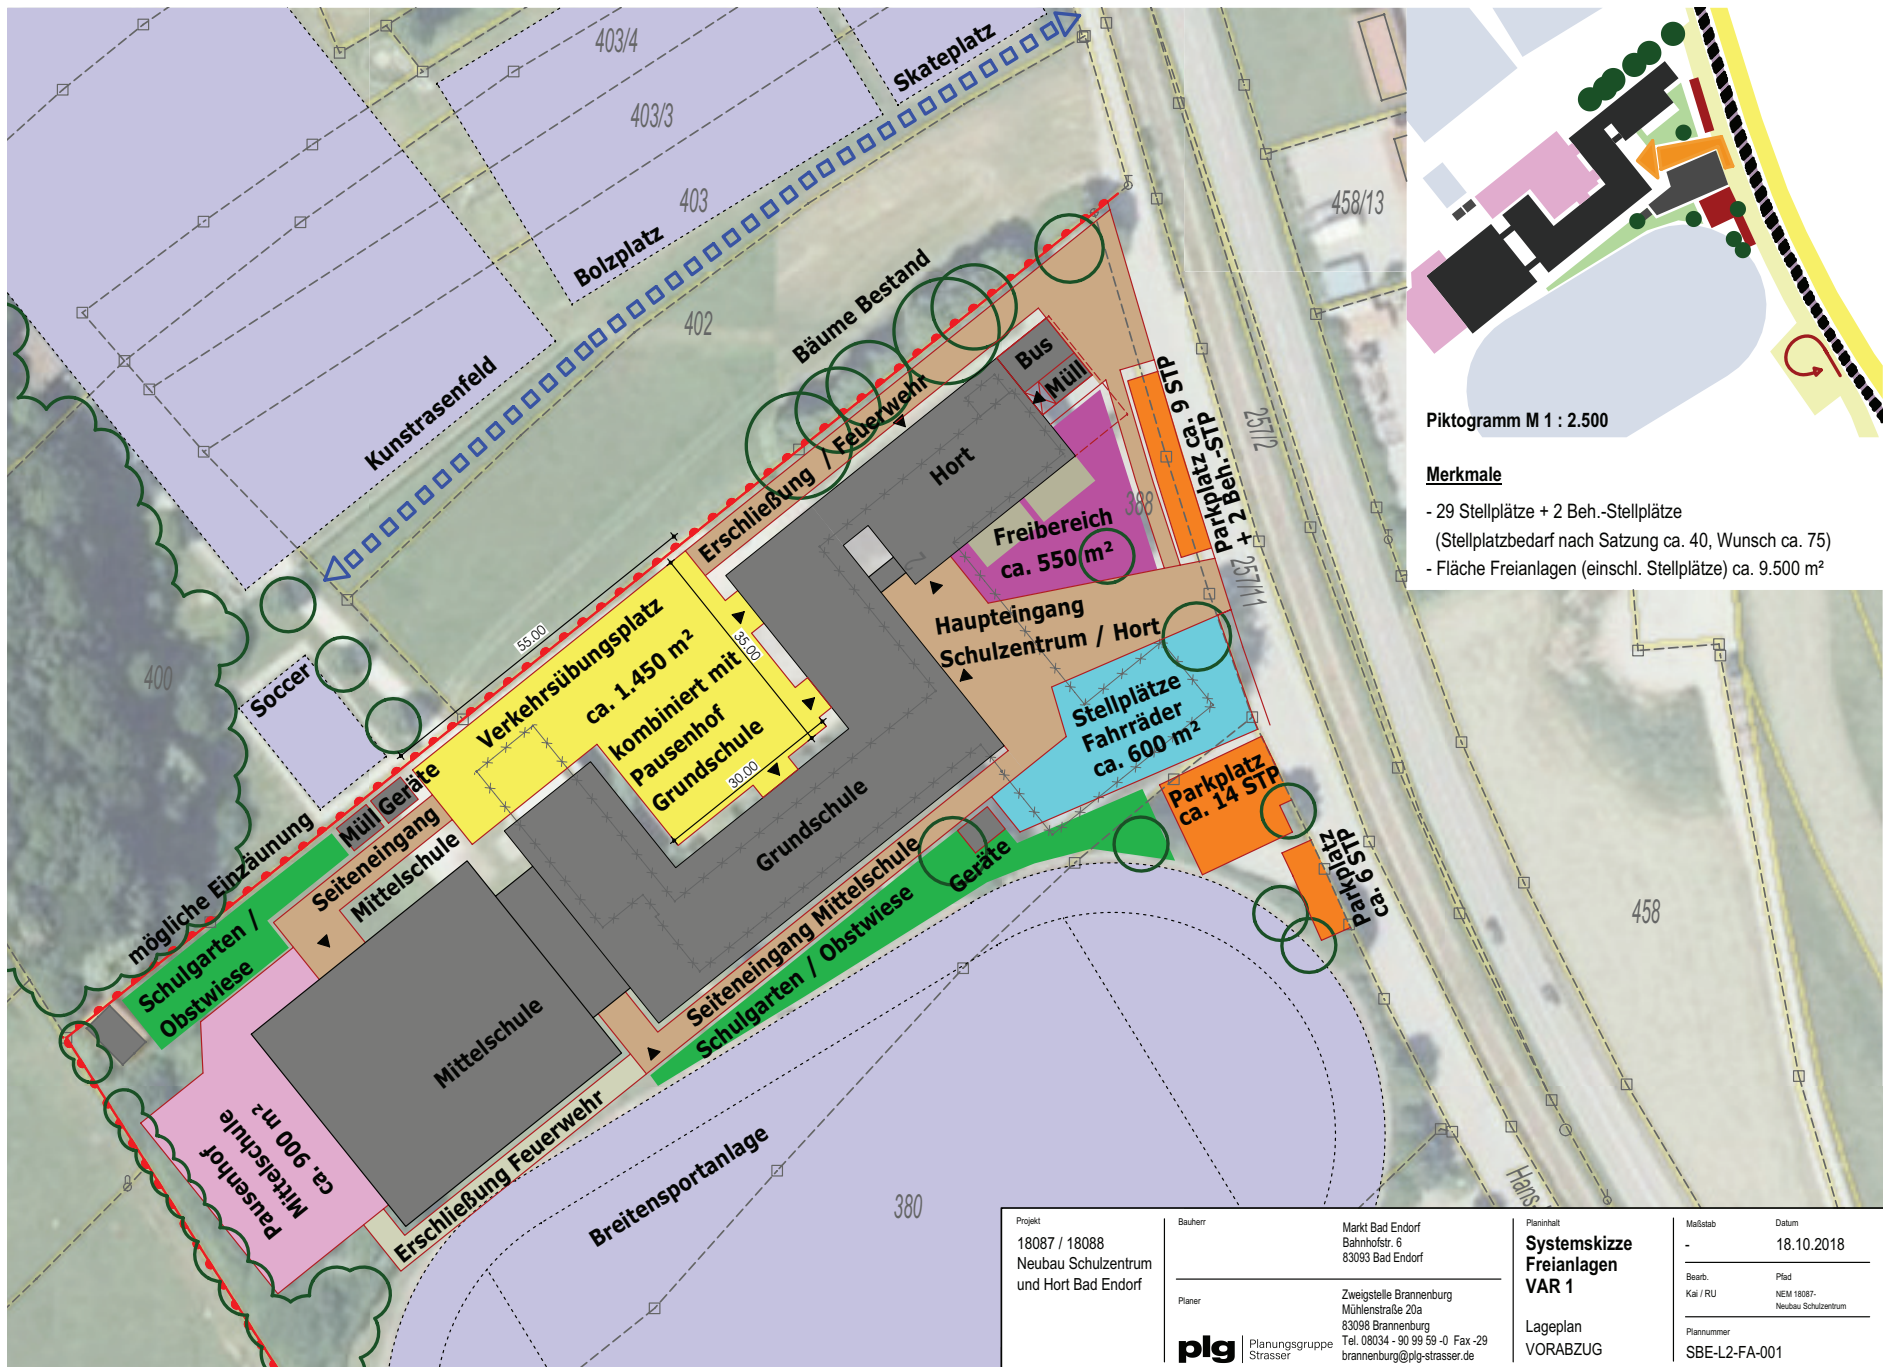 403/4
Skateplatz
403/3
403
458/13
Bolzplatz
402
Bäume Bestand
Kunstrasenfeld
Bus
Müll
Parkplatz ca. 9 STP
+ 2 Beh.-STP
257/2
Piktogramm M 1 : 2.500
Merkmale
- 29 Stellplätze + 2 Beh.-Stellplätze
(Stellplatzbedarf nach Satzung ca. 40, Wunsch ca. 75)
- Fläche Freianlagen (einschl. Stellplätze) ca. 9.500 m²
Erschließung / Feuerwehr
Hort
388
Freibereich
ca. 550 m²
257/11
Haupteingang
Schulzentrum / Hort
55.00
35.00
30.00
Verkehrsübungsplatz
ca. 1.450 m²
kombiniert mit
Pausenhof
Grundschule
400
Soccer
Stellplätze
Fahrräder
ca. 600 m²
Parkplatz
ca. 14 STP
Parkplatz
ca. 6 STP
Müll
Geräte
mögliche Einzäunung
Seiteneingang
Mittelschule
Grundschule
Geräte
458
Schulgarten /
Obstwiese
Seiteneingang Mittelschule
Schulgarten / Obstwiese
Mittelschule
Pausenhof
Mittelschule
ca. 900 m²
Erschließung Feuerwehr
Breitensportanlage
380
Hans-
Projekt
18087 / 18088
Neubau Schulzentrum
und Hort Bad Endorf
Bauherr
Markt Bad Endorf
Bahnhofstr. 6
83093 Bad Endorf
Planer
Zweigstelle Brannenburg
Mühlenstraße 20a
83098 Brannenburg
Tel. 08034 - 90 99 59 -0 Fax -29
brannenburg@plg-strasser.de
plg
Planungsgruppe
Strasser
Planinhalt
Systemskizze
Freianlagen
VAR 1
Lageplan
VORABZUG
Maßstab
-
Datum
18.10.2018
Bearb.
Kai / RU
Pfad
NEM 18087-
Neubau Schulzentrum
Plannummer
SBE-L2-FA-001